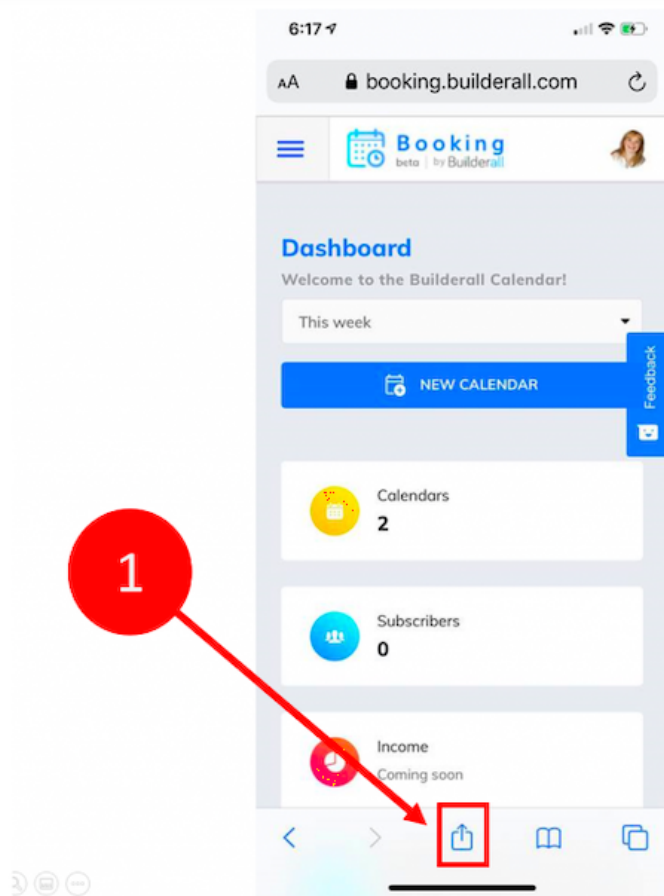 6:17
AA booking.builderall.com
Booking
beta | by Builderall
Dashboard
Welcome to the Builderall Calendar!
This week
NEW CALENDAR
Feedback
Calendars
2
1
Subscribers
0
Income
Coming soon